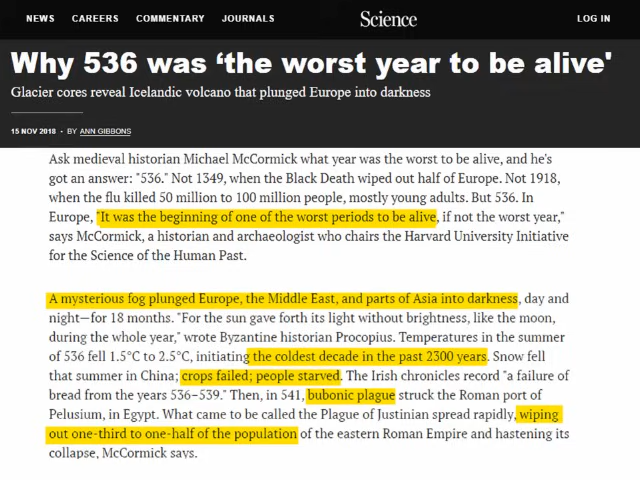 NEWS CAREERS COMMENTARY JOURNALS Science LOG IN
Why 536 was ‘the worst year to be alive'
Glacier cores reveal Icelandic volcano that plunged Europe into darkness
15 NOV 2018 • BY ANN GIBBONS
Ask medieval historian Michael McCormick what year was the worst to be alive, and he's
got an answer: "536." Not 1349, when the Black Death wiped out half of Europe. Not 1918,
when the flu killed 50 million to 100 million people, mostly young adults. But 536. In
Europe, "It was the beginning of one of the worst periods to be alive, if not the worst year,"
says McCormick, a historian and archaeologist who chairs the Harvard University Initiative
for the Science of the Human Past.
A mysterious fog plunged Europe, the Middle East, and parts of Asia into darkness, day and
night—for 18 months. "For the sun gave forth its light without brightness, like the moon,
during the whole year," wrote Byzantine historian Procopius. Temperatures in the summer
of 536 fell 1.5°C to 2.5°C, initiating the coldest decade in the past 2300 years. Snow fell
that summer in China; crops failed; people starved. The Irish chronicles record "a failure of
bread from the years 536–539." Then, in 541, bubonic plague struck the Roman port of
Pelusium, in Egypt. What came to be called the Plague of Justinian spread rapidly, wiping
out one-third to one-half of the population of the eastern Roman Empire and hastening its
collapse, McCormick says.